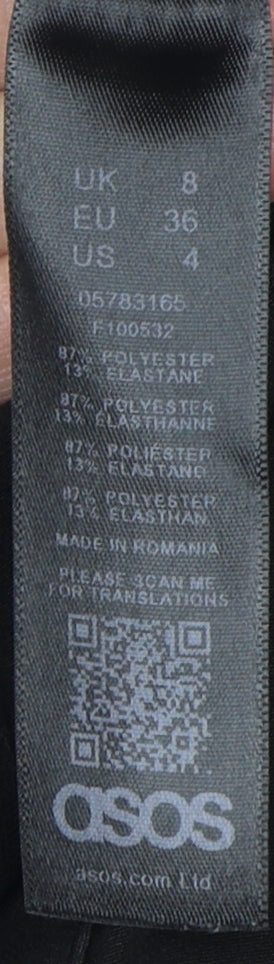 UK 8
EU 36
US 4
05783165
F100532
87% POLYESTER
13% ELASTANE
87% POLYESTER
13% ELASTHANNE
87% POLIÉSTER
13% ELASTANO
87% POLYESTER
13% ELASTHAN
MADE IN ROMANIA
PLEASE SCAN ME
FOR TRANSLATIONS
asos
asos.com Ltd